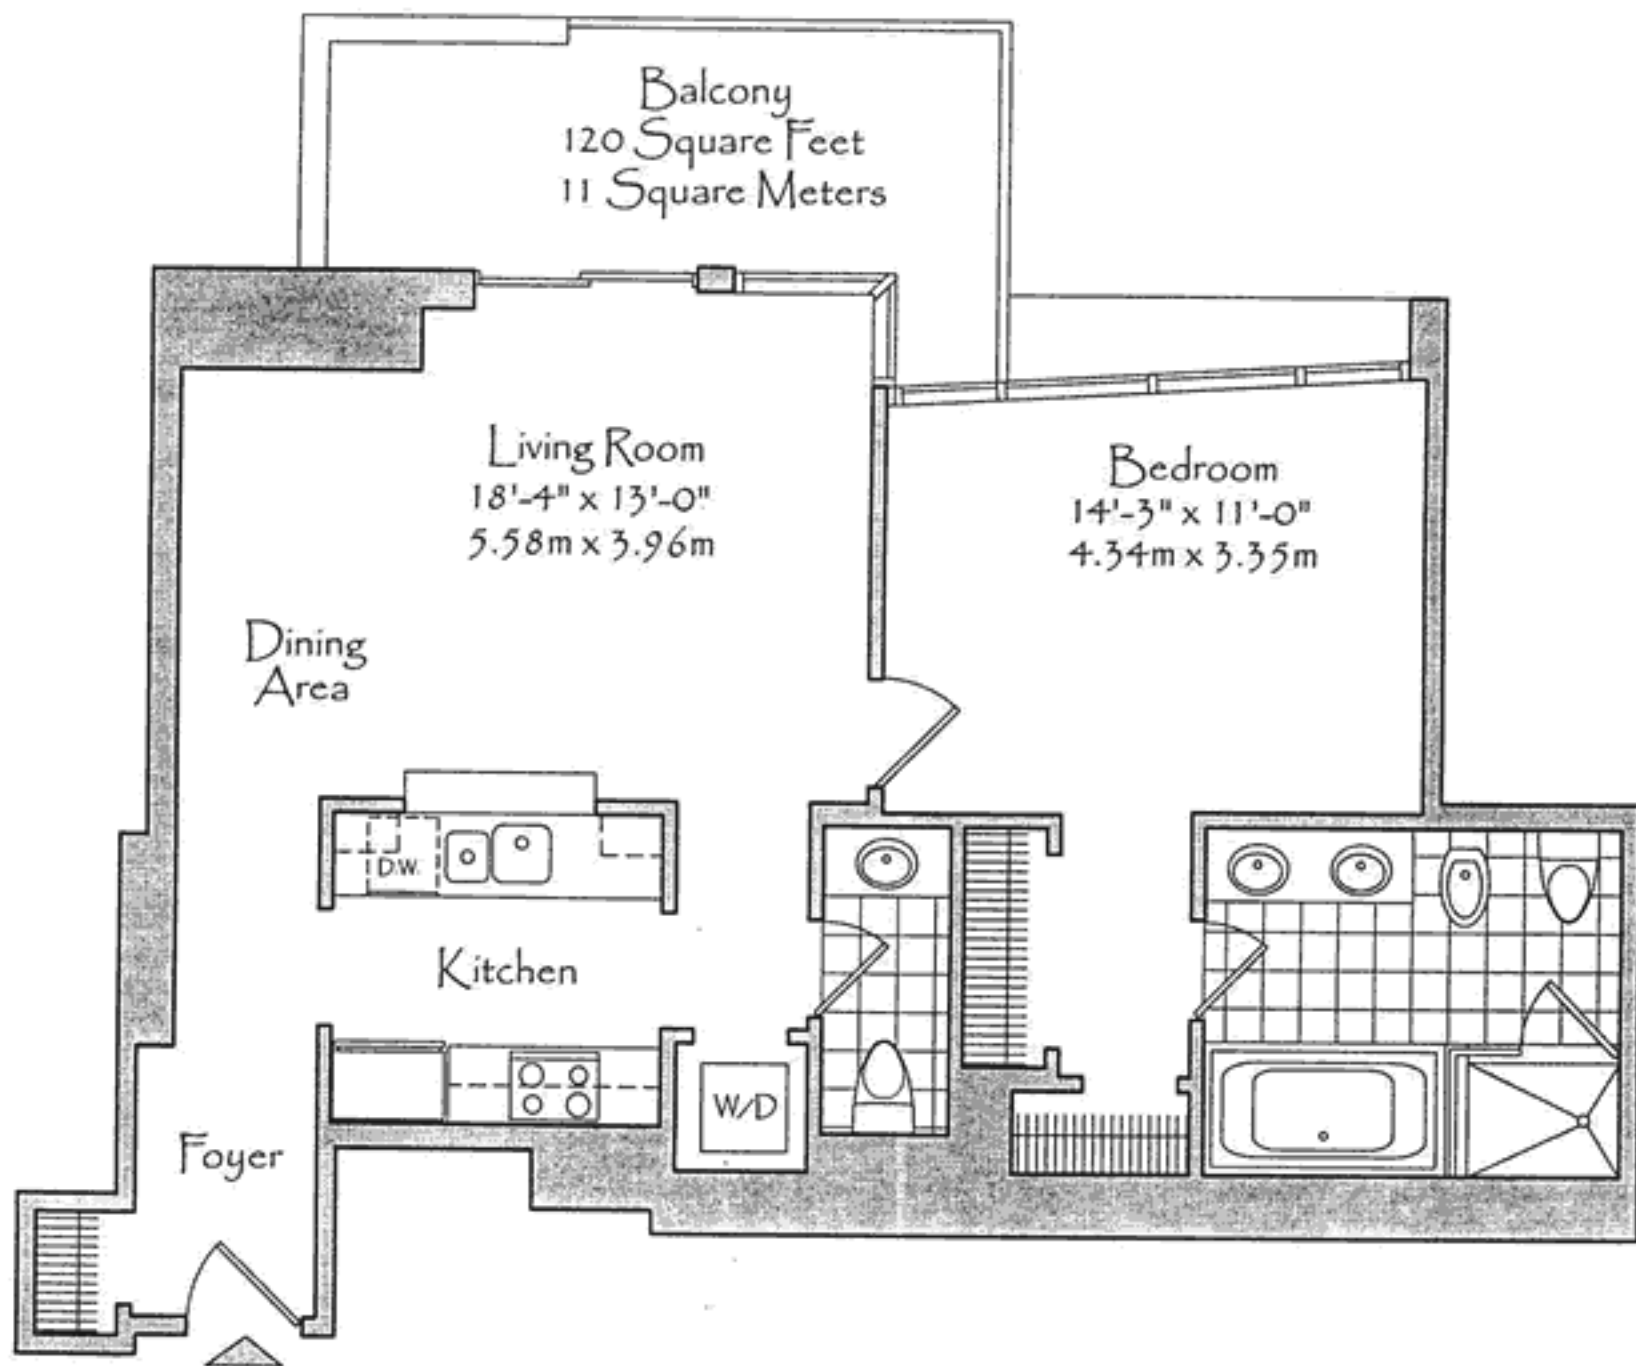 Balcony
120 Square Feet
11 Square Meters
Living Room
18'-4" x 13'-0"
5.58m x 3.96m
Bedroom
14'-3" x 11'-0"
4.34m x 3.35m
Dining
Area
D.W.
Kitchen
W/D
Foyer